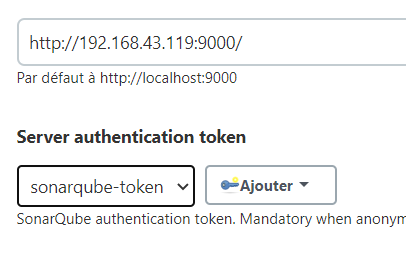 http://192.168.43.119:9000/
Par défaut à http://localhost:9000
Server authentication token
sonarqube-token
Ajouter
SonarQube authentication token. Mandatory when anonym